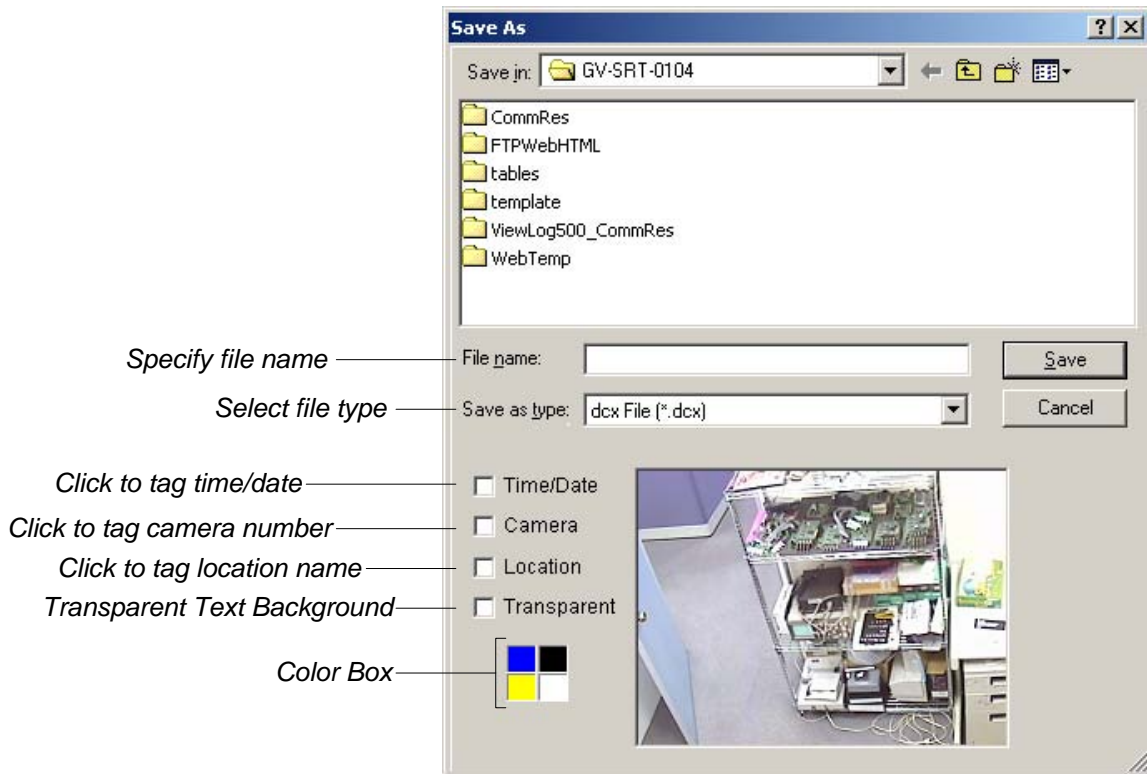 Save As
Save in: GV-SRT-0104
CommRes
FTPWebHTML
tables
template
ViewLog500_CommRes
WebTemp
Specify file name
File name:
Save
Select file type
Save as type: dcx File (*.dcx)
Cancel
Click to tag time/date
Time/Date
Click to tag camera number
Camera
Click to tag location name
Location
Transparent Text Background
Transparent
Color Box